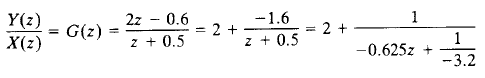 Y(z)/X(z) = G(z) = (2z - 0.6)/(z + 0.5) = 2 + (-1.6)/(z + 0.5) = 2 + 1/(-0.625z + 1/(-3.2))